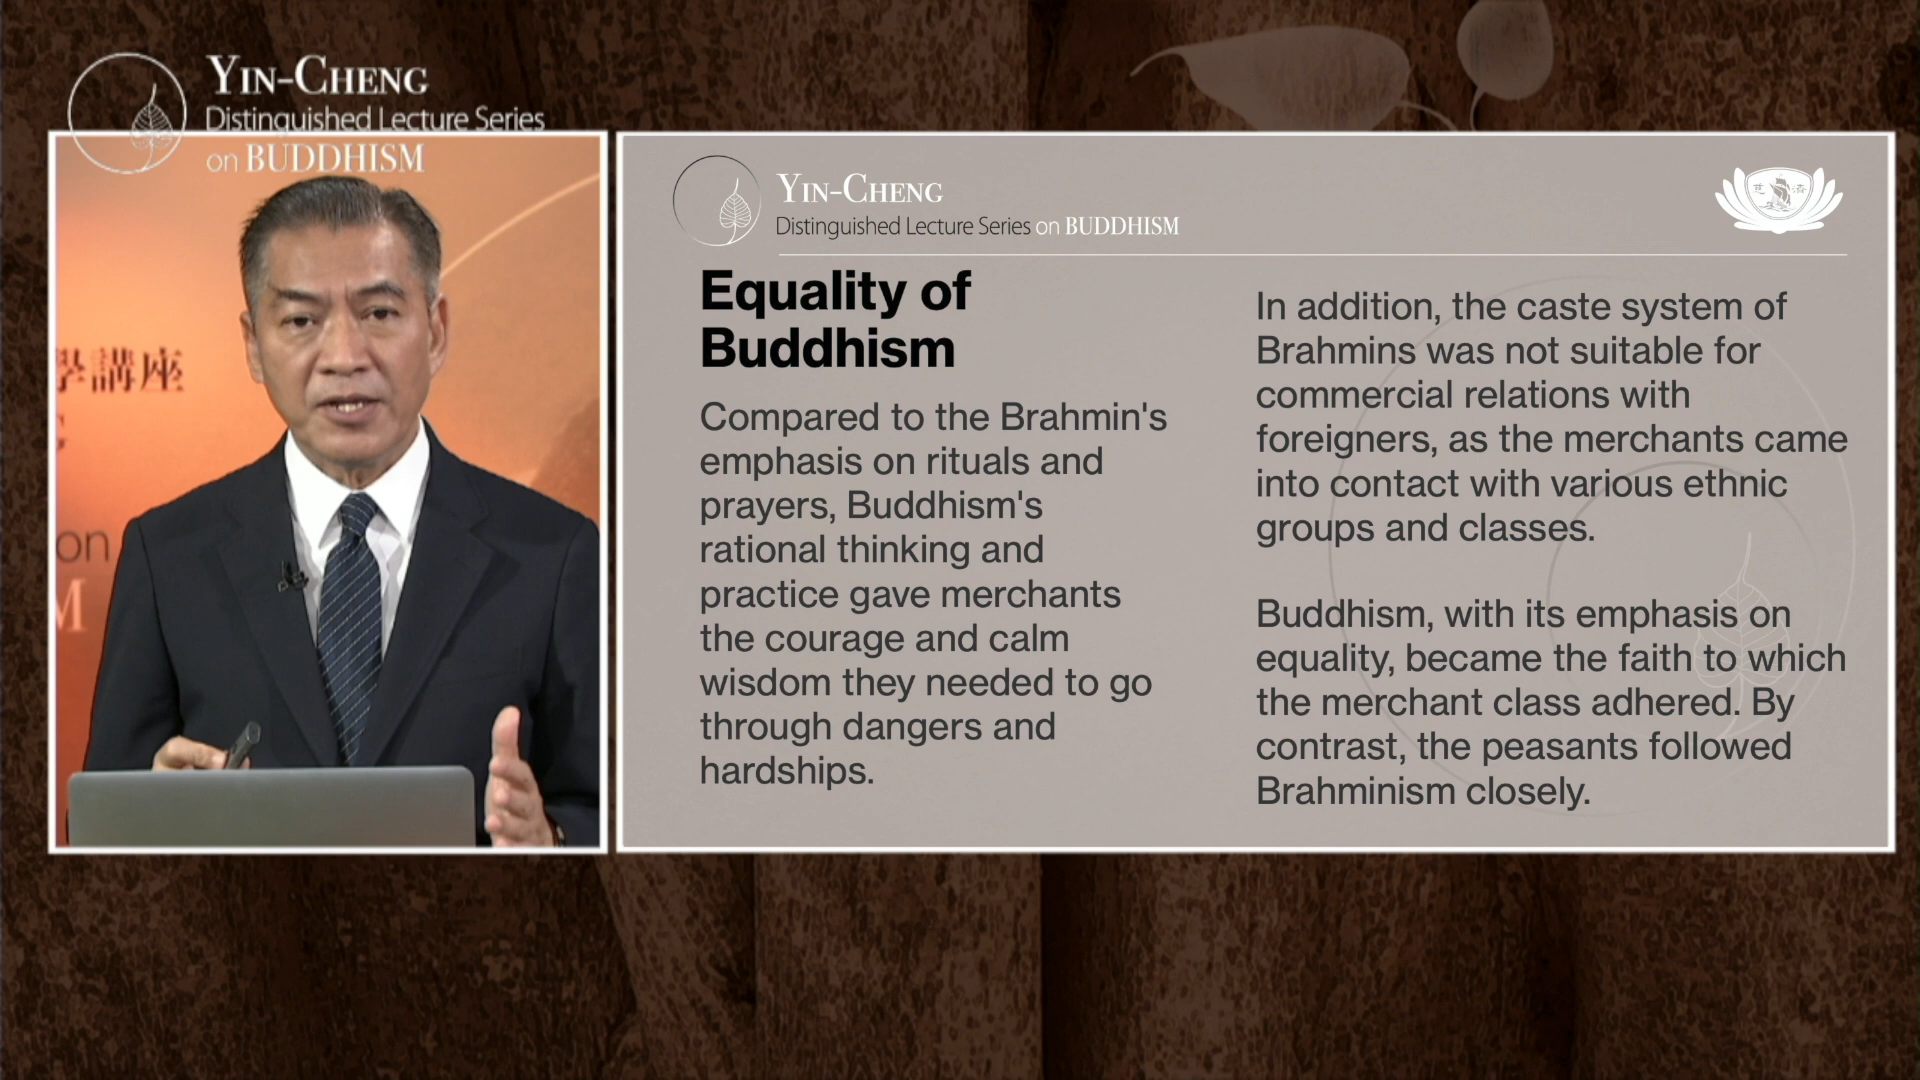 YIN-CHENG
Distinguished Lecture Series
on BUDDHISM
學講座
on
M
YIN-CHENG
Distinguished Lecture Series on BUDDHISM
慈 濟
Equality of
Buddhism
Compared to the Brahmin's
emphasis on rituals and
prayers, Buddhism's
rational thinking and
practice gave merchants
the courage and calm
wisdom they needed to go
through dangers and
hardships.
In addition, the caste system of
Brahmins was not suitable for
commercial relations with
foreigners, as the merchants came
into contact with various ethnic
groups and classes.
Buddhism, with its emphasis on
equality, became the faith to which
the merchant class adhered. By
contrast, the peasants followed
Brahminism closely.